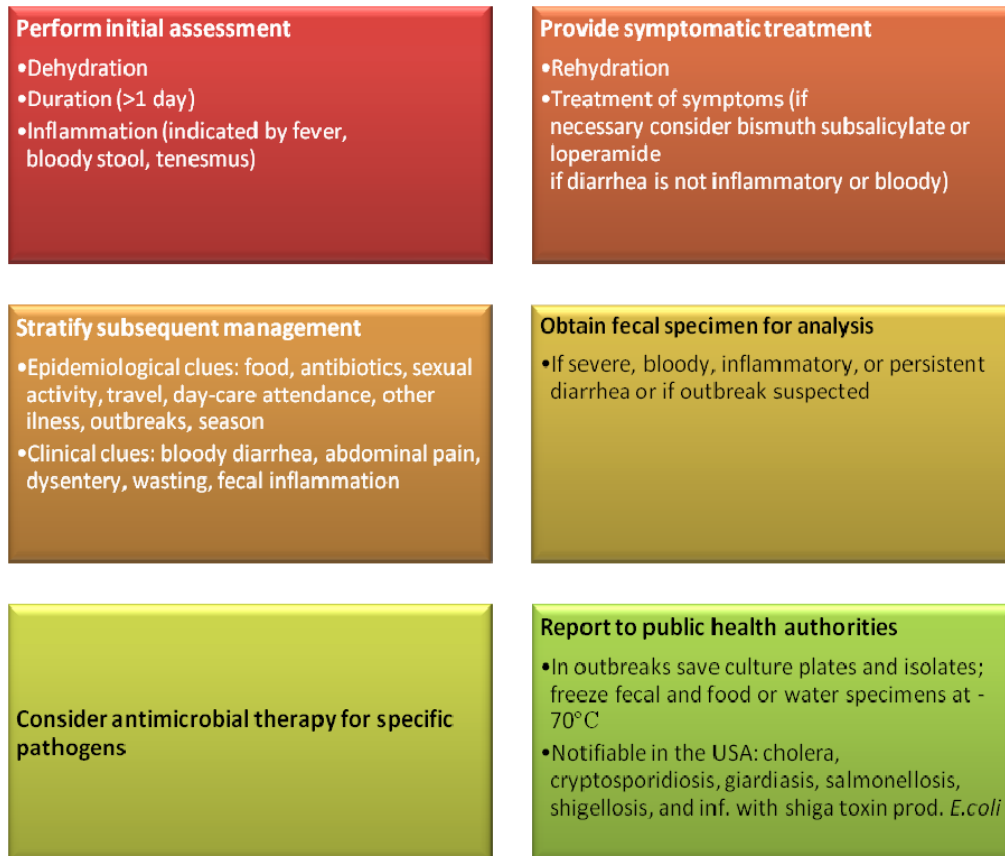 Perform initial assessment
•Dehydration
•Duration (>1 day)
•Inflammation (indicated by fever,
bloody stool, tenesmus)
Provide symptomatic treatment
•Rehydration
•Treatment of symptoms (if
necessary consider bismuth subsalicylate or
loperamide
if diarrhea is not inflammatory or bloody)
Stratify subsequent management
•Epidemiological clues: food, antibiotics, sexual
activity, travel, day-care attendance, other
ilness, outbreaks, season
•Clinical clues: bloody diarrhea, abdominal pain,
dysentery, wasting, fecal inflammation
Obtain fecal specimen for analysis
•If severe, bloody, inflammatory, or persistent
diarrhea or if outbreak suspected
Consider antimicrobial therapy for specific
pathogens
Report to public health authorities
•In outbreaks save culture plates and isolates;
freeze fecal and food or water specimens at -
70°C
•Notifiable in the USA: cholera,
cryptosporidiosis, giardiasis, salmonellosis,
shigellosis, and inf. with shiga toxin prod. E.coli